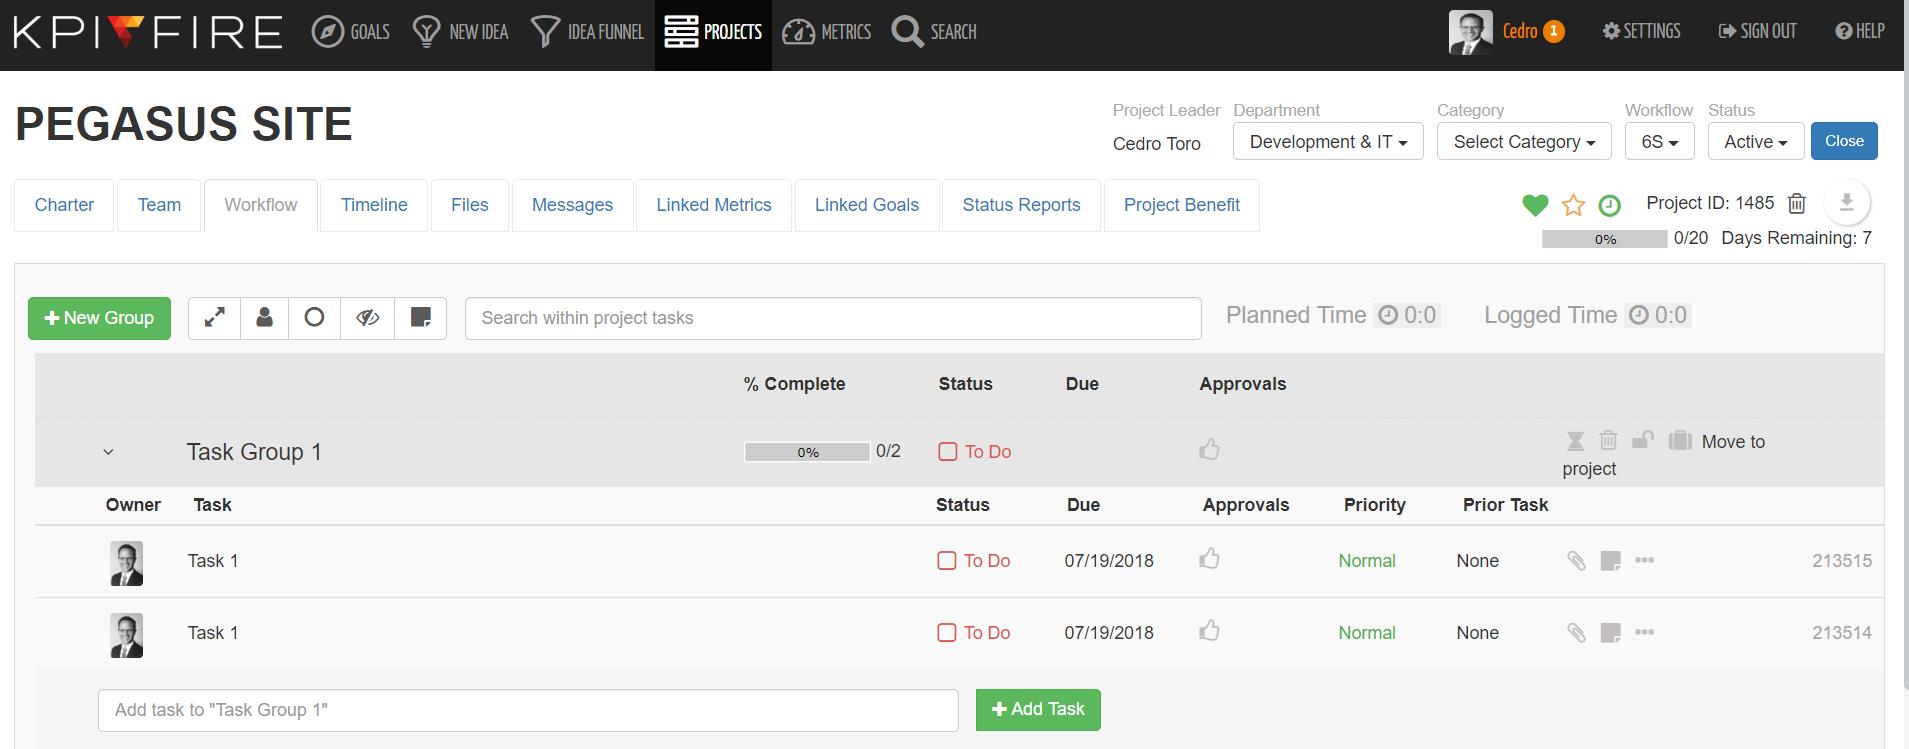 KPI FIRE GOALS NEW IDEA IDEA FUNNEL PROJECTS METRICS SEARCH Cedro 1 SETTINGS SIGN OUT HELP
PEGASUS SITE
Project Leader Department Category Workflow Status
Cedro Toro Development & IT Select Category 6S Active Close
Charter Team Workflow Timeline Files Messages Linked Metrics Linked Goals Status Reports Project Benefit
Project ID: 1485
0% 0/20 Days Remaining: 7
New Group Search within project tasks Planned Time 0:0 Logged Time 0:0
% Complete Status Due Approvals
Task Group 1 0% 0/2 To Do Move to
project
Owner Task Status Due Approvals Priority Prior Task
Task 1 To Do 07/19/2018 Normal None 213515
Task 1 To Do 07/19/2018 Normal None 213514
Add task to "Task Group 1" Add Task